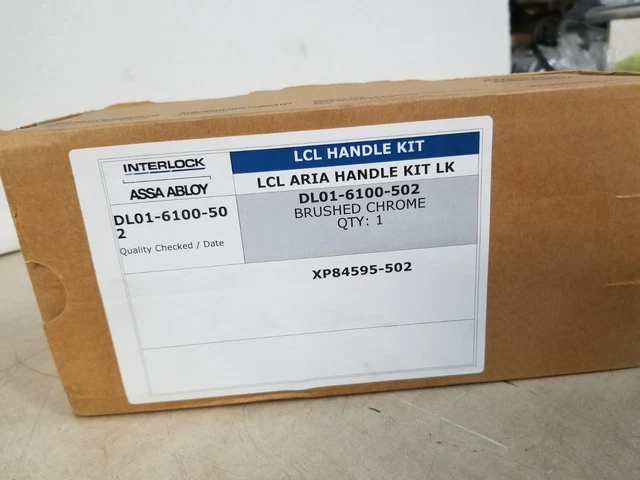 INTERLOCK
ASSA ABLOY
DL01-6100-50
2
Quality Checked / Date
LCL HANDLE KIT
LCL ARIA HANDLE KIT LK
DL01-6100-502
BRUSHED CHROME
QTY: 1
XP84595-502